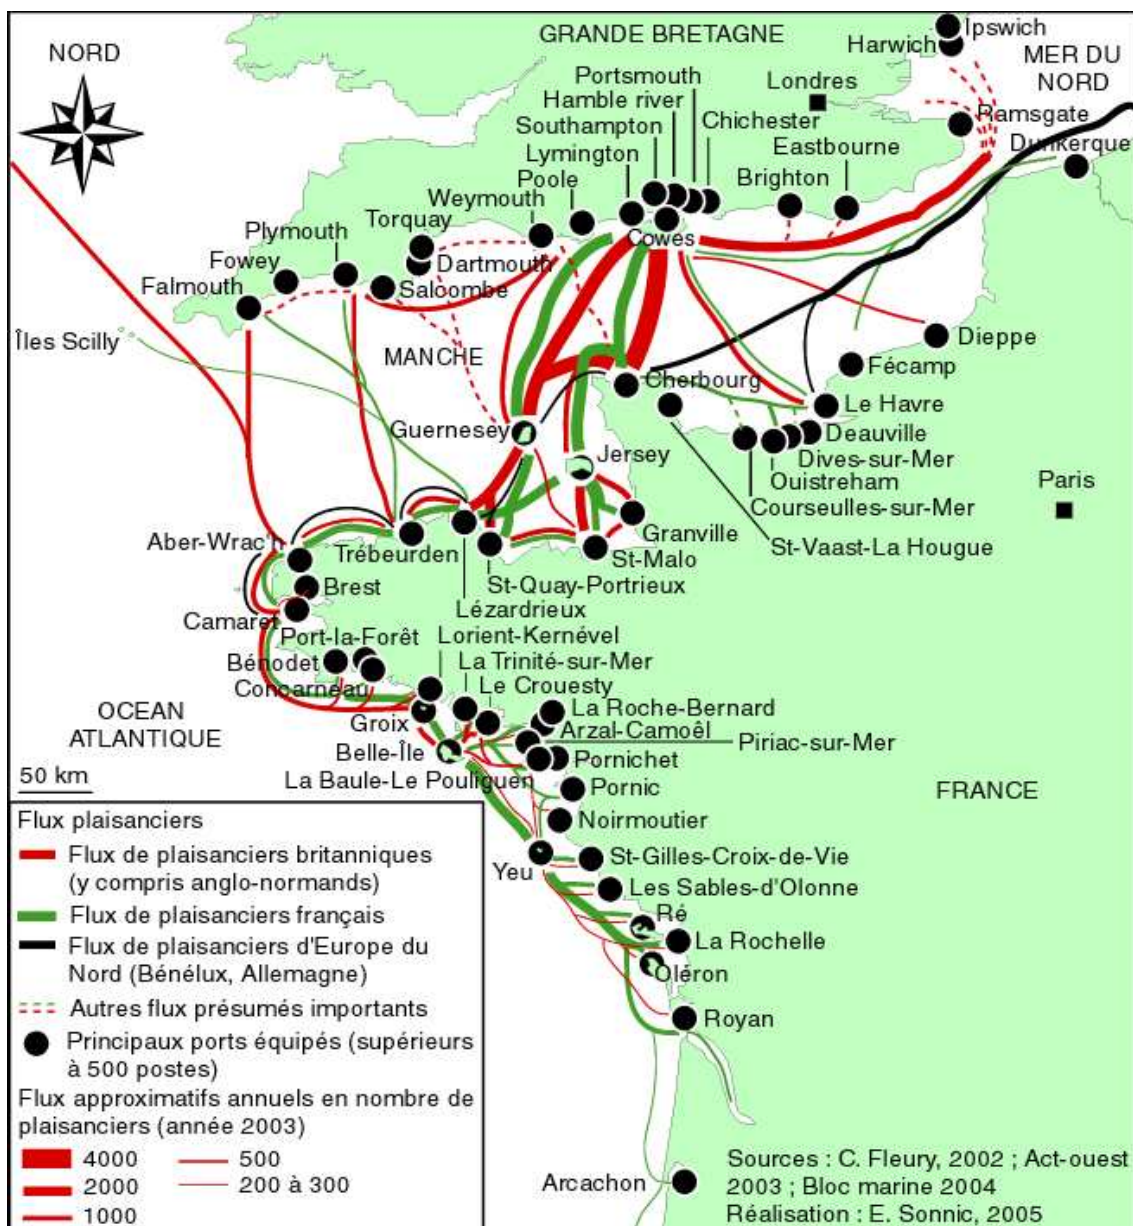 NORD
GRANDE BRETAGNE
Ipswich
Harwich
MER DU
NORD
Portsmouth
Londres
Hamble river
Southampton
Chichester
Ramsgate
Lymington
Eastbourne
Dunkerque
Weymouth
Poole
Brighton
Torquay
Plymouth
Cowes
Fowey
Dartmouth
Falmouth
Salcombe
Îles Scilly
MANCHE
Dieppe
Cherbourg
Fécamp
Le Havre
Guernesey
Deauville
Jersey
Dives-sur-Mer
Ouistreham
Paris
Courseulles-sur-Mer
Granville
Aber-Wrac'h
Trébeurden
St-Malo
St-Vaast-La Hougue
St-Quay-Portrieux
Brest
Lézardrieux
Camaret
Port-la-Forêt
Lorient-Kernével
Bénodet
La Trinité-sur-Mer
Concarneau
Le Crouesty
OCEAN
ATLANTIQUE
La Roche-Bernard
Groix
Arzal-Camoêl
Piriac-sur-Mer
Belle-Île
Pornichet
La Baule-Le Pouliguen
50 km
Pornic
FRANCE
Noirmoutier
Yeu
St-Gilles-Croix-de-Vie
Les Sables-d'Olonne
Ré
La Rochelle
Oléron
Royan
Arcachon
Flux plaisanciers
Flux de plaisanciers britanniques
(y compris anglo-normands)
Flux de plaisanciers français
Flux de plaisanciers d'Europe du
Nord (Bénélux, Allemagne)
Autres flux présumés importants
Principaux ports équipés (supérieurs
à 500 postes)
Flux approximatifs annuels en nombre de
plaisanciers (année 2003)
4000
500
2000
200 à 300
1000
Sources : C. Fleury, 2002 ; Act-ouest
2003 ; Bloc marine 2004
Réalisation : E. Sonnic, 2005